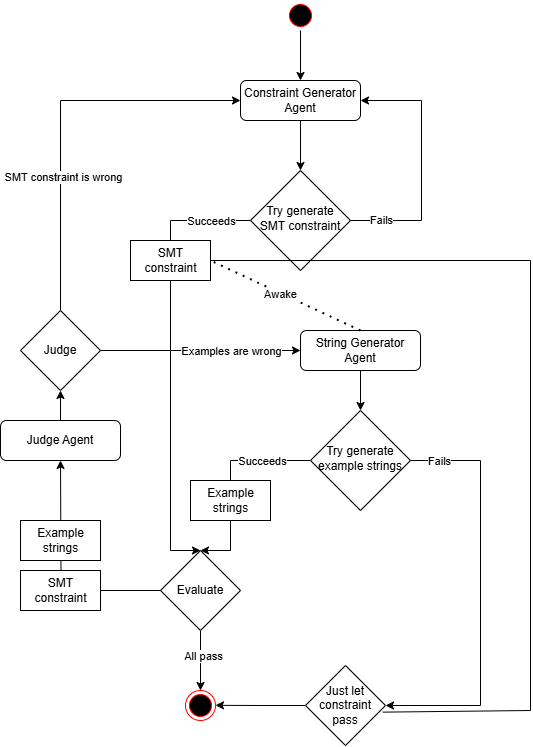 Constraint Generator
Agent
SMT constraint is wrong
Succeeds
Try generate
SMT constraint
Fails
SMT
constraint
Awake
Judge
Examples are wrong
String Generator
Agent
Judge Agent
Succeeds
Try generate
example strings
Fails
Example
strings
Example
strings
SMT
constraint
Evaluate
All pass
Just let
constraint
pass